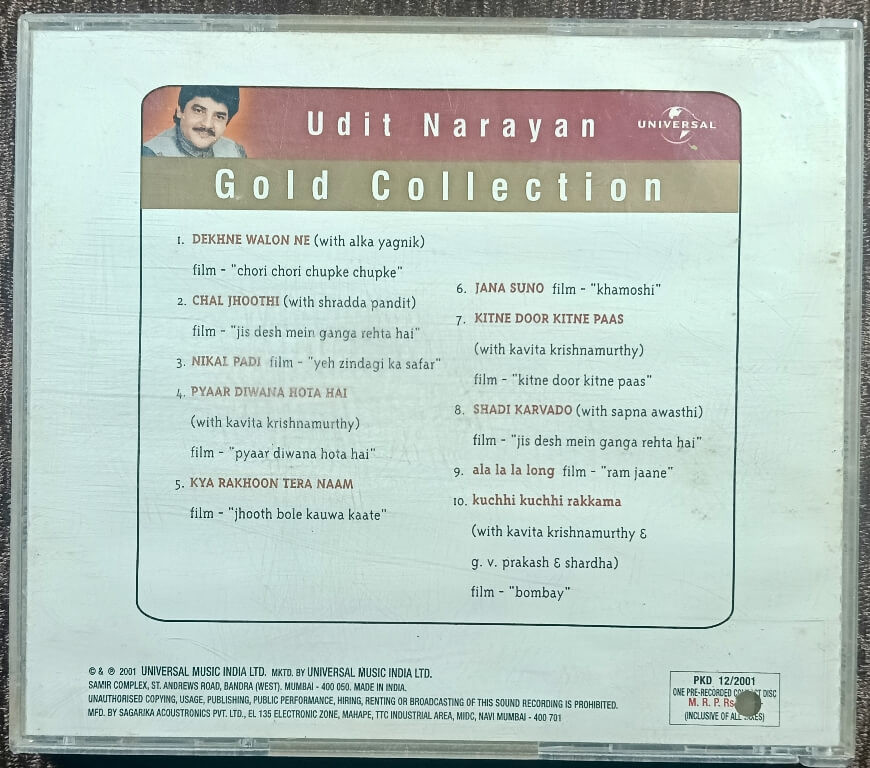 Udit Narayan
UNIVERSAL
Gold Collection
1. DEKHNE WALON NE (with alka yagnik)
film - "chori chori chupke chupke"
2. CHAL JHOOTHI (with shradda pandit)
film - "jis desh mein ganga rehta hai"
3. NIKAL PADI film - "yeh zindagi ka safar"
4. PYAAR DIWANA HOTA HAI
(with kavita krishnamurthy)
film - "pyaar diwana hota hai"
5. KYA RAKHOON TERA NAAM
film - "jhooth bole kauwa kaate"
6. JANA SUNO film - "khamoshi"
7. KITNE DOOR KITNE PAAS
(with kavita krishnamurthy)
film - "kitne door kitne paas"
8. SHADI KARVADO (with sapna awasthi)
film - "jis desh mein ganga rehta hai"
9. ala la la long film - "ram jaane"
10. kuchhi kuchhi rakkama
(with kavita krishnamurthy &
g. v. prakash & shardha)
film - "bombay"
© & ℗ 2001 UNIVERSAL MUSIC INDIA LTD. MKTD. BY UNIVERSAL MUSIC INDIA LTD.
SAMIR COMPLEX, ST. ANDREWS ROAD, BANDRA (WEST). MUMBAI - 400 050. MADE IN INDIA.
UNAUTHORISED COPYING, USAGE, PUBLISHING, PUBLIC PERFORMANCE, HIRING, RENTING OR BROADCASTING OF THIS SOUND RECORDING IS PROHIBITED.
MFD. BY SAGARIKA ACOUSTRONICS PVT. LTD., EL 135 ELECTRONIC ZONE, MAHAPE, TTC INDUSTRIAL AREA, MIDC, NAVI MUMBAI - 400 701
PKD 12/2001
ONE PRE-RECORDED COMPACT DISC
M. R. P. Rs
(INCLUSIVE OF ALL TAXES)